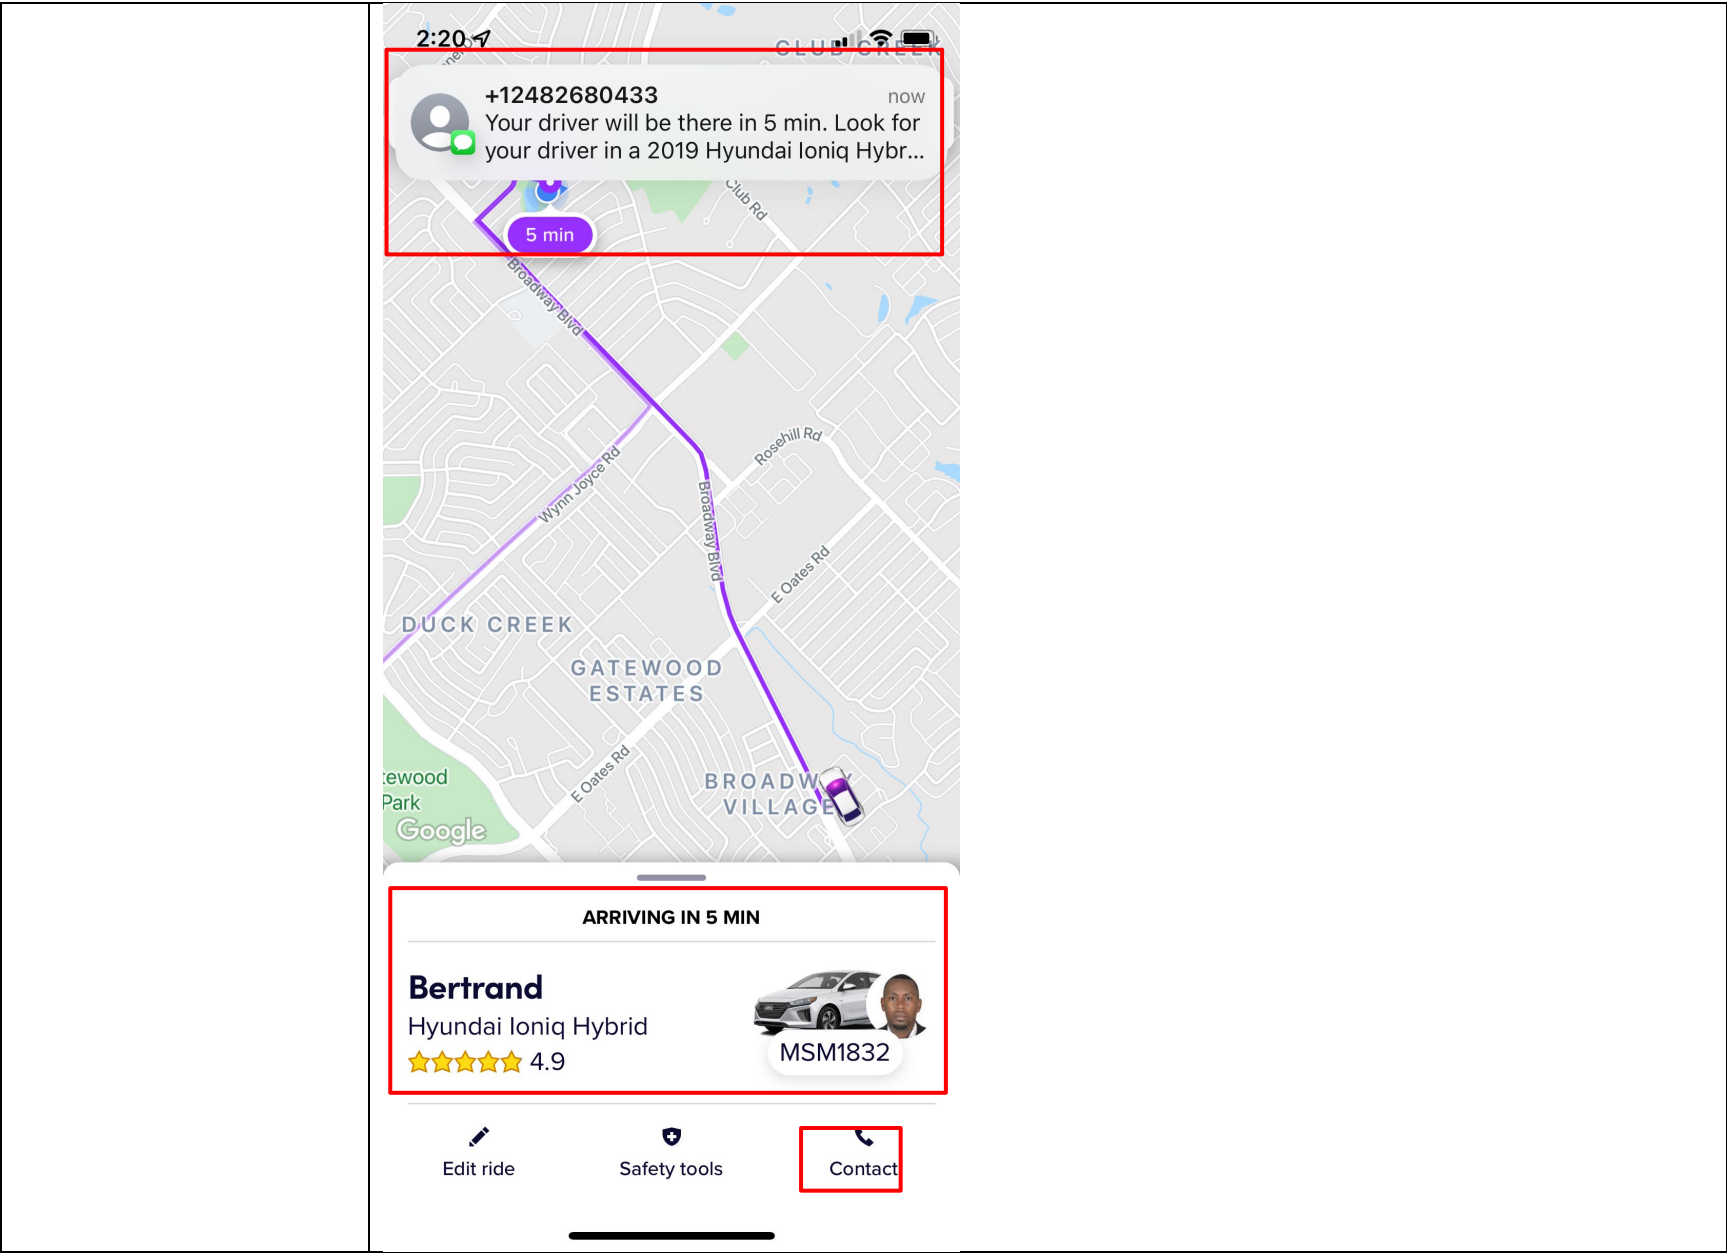 2:20
CLUB CREEK
+12482680433
now
Your driver will be there in 5 min. Look for
your driver in a 2019 Hyundai Ioniq Hybr...
Club Rd
5 min
Broadway Blvd
Rosehill Rd
Wynn Joyce Rd
Broadway Blvd
E Oates Rd
DUCK CREEK
GATEWOOD
ESTATES
E Oates Rd
BROADW
VILLAGE
ewood
Park
Google
ARRIVING IN 5 MIN
Bertrand
Hyundai Ioniq Hybrid
4.9
MSM1832
Edit ride
Safety tools
Contact